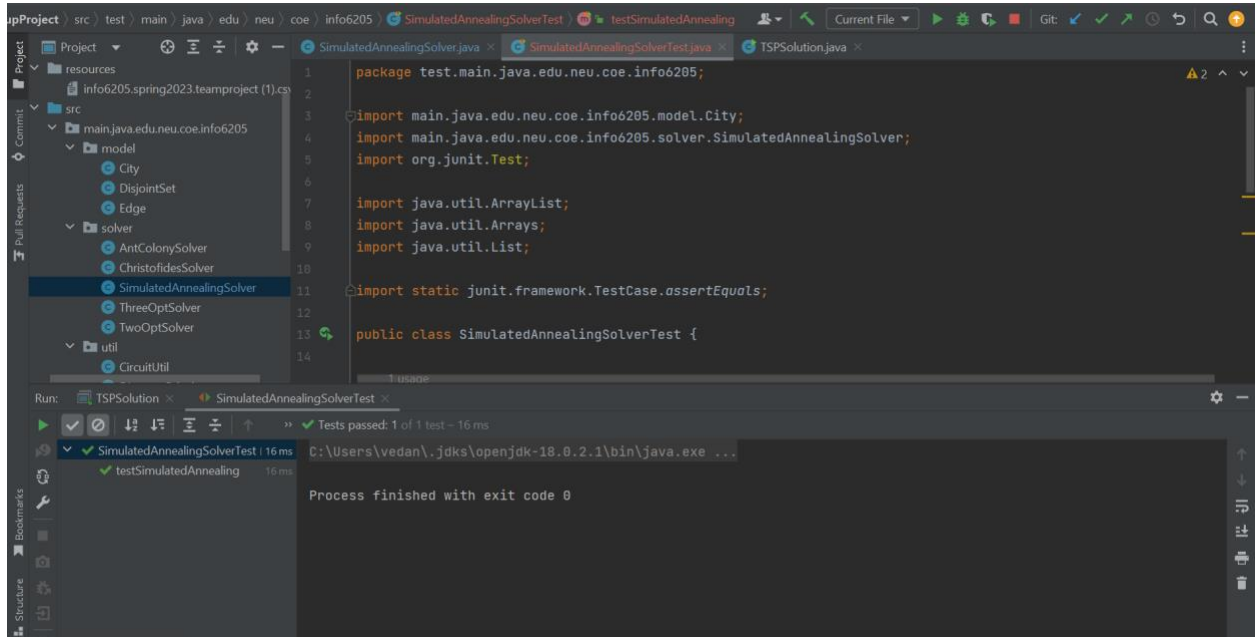 upProject > src > test > main > java > edu > neu > coe > info6205 > SimulatedAnnealingSolverTest > testSimulatedAnnealing
Current File
Git:
Project
SimulatedAnnealingSolver.java
SimulatedAnnealingSolverTest.java
TSPSolution.java
resources
info6205.spring2023.teamproject (1).csv
src
main.java.edu.neu.coe.info6205
model
City
DisjointSet
Edge
solver
AntColonySolver
ChristofidesSolver
SimulatedAnnealingSolver
ThreeOptSolver
TwoOptSolver
util
CircuitUtil
1 package test.main.java.edu.neu.coe.info6205;
2
3 import main.java.edu.neu.coe.info6205.model.City;
4 import main.java.edu.neu.coe.info6205.solver.SimulatedAnnealingSolver;
5 import org.junit.Test;
6
7 import java.util.ArrayList;
8 import java.util.Arrays;
9 import java.util.List;
10
11 import static junit.framework.TestCase.assertEquals;
12
13 public class SimulatedAnnealingSolverTest {
14
1 usage
2
Project
Commit
Pull Requests
Bookmarks
Structure
Run: TSPSolution SimulatedAnnealingSolverTest
Tests passed: 1 of 1 test – 16 ms
SimulatedAnnealingSolverTest 16 ms
testSimulatedAnnealing 16 ms
C:\Users\vedan\.jdks\openjdk-18.0.2.1\bin\java.exe ...
Process finished with exit code 0